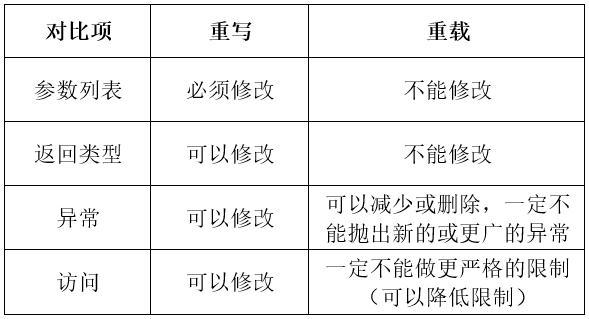 对比项 重写 重载
参数列表 必须修改 不能修改
返回类型 可以修改 不能修改
异常 可以修改 可以减少或删除，一定不
能抛出新的或更广的异常
访问 可以修改 一定不能做更严格的限制
（可以降低限制）